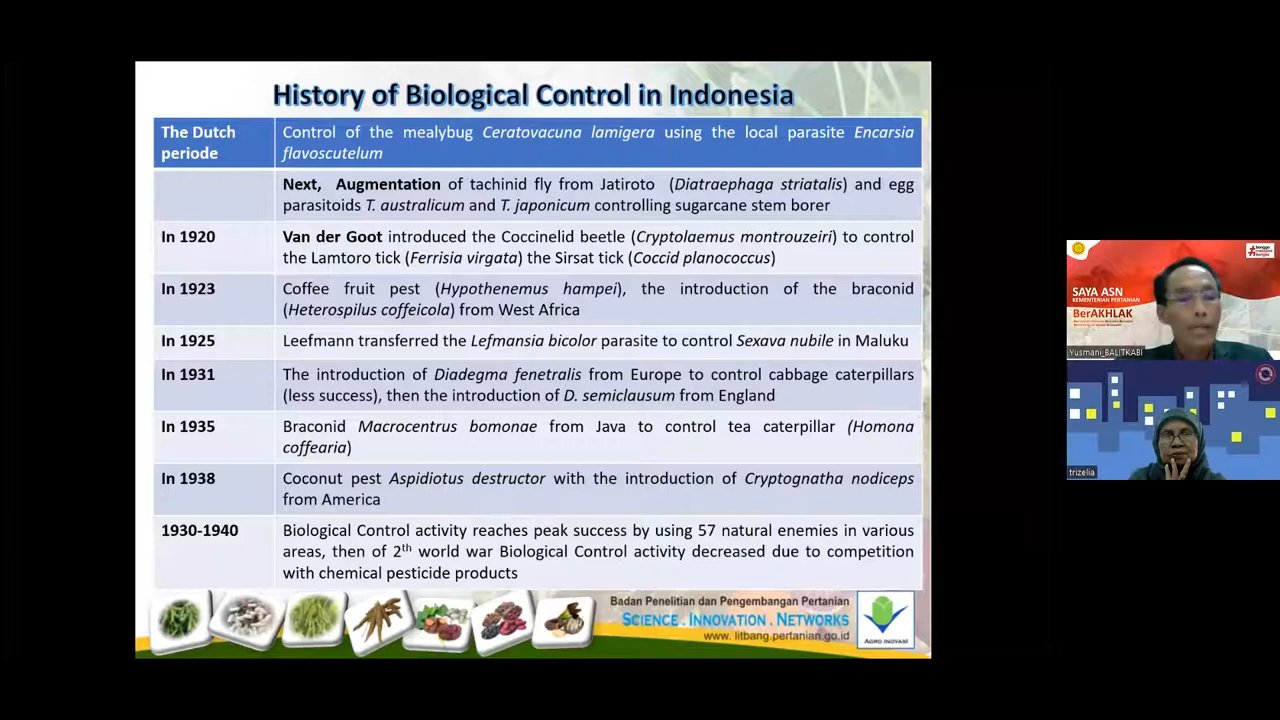 History of Biological Control in Indonesia
The Dutch
periode
Control of the mealybug Ceratovacuna lamigera using the local parasite Encarsia
flavoscutelum
Next, Augmentation of tachinid fly from Jatiroto (Diatraephaga striatalis) and egg
parasitoids T. australicum and T. japonicum controlling sugarcane stem borer
In 1920
Van der Goot introduced the Coccinelid beetle (Cryptolaemus montrouzeiri) to control
the Lamtoro tick (Ferrisia virgata) the Sirsat tick (Coccid planococcus)
In 1923
Coffee fruit pest (Hypothenemus hampei), the introduction of the braconid
(Heterospilus coffeicola) from West Africa
In 1925
Leefmann transferred the Lefmansia bicolor parasite to control Sexava nubile in Maluku
In 1931
The introduction of Diadegma fenetralis from Europe to control cabbage caterpillars
(less success), then the introduction of D. semiclausum from England
In 1935
Braconid Macrocentrus bomonae from Java to control tea caterpillar (Homona
coffearia)
In 1938
Coconut pest Aspidiotus destructor with the introduction of Cryptognatha nodiceps
from America
1930-1940
Biological Control activity reaches peak success by using 57 natural enemies in various
areas, then of 2th world war Biological Control activity decreased due to competition
with chemical pesticide products
Badan Penelitian dan Pengembangan Pertanian
SCIENCE . INNOVATION . NETWORKS
www. litbang.pertanian.go.id
AGRO INOVASI
SAYA ASN
KEMENTERIAN PERTANIAN
BerAKHLAK
#bangga
melayani
bangsa
Yusmani_BALITKABI
trizelia